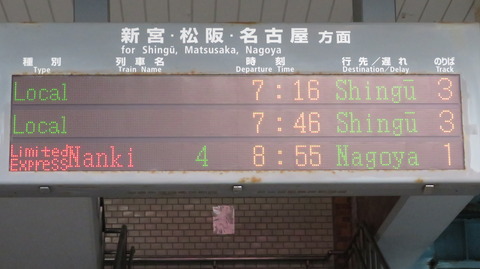 新宮・松阪・名古屋 方面
for Shingū, Matsusaka, Nagoya
種別 列車名 時刻 行先／遅れ のりば
Type Train Name Departure Time Destination/Delay Track
Local 7:16 Shingū 3
Local 7:46 Shingū 3
Limited Express Nanki 4 8:55 Nagoya 1